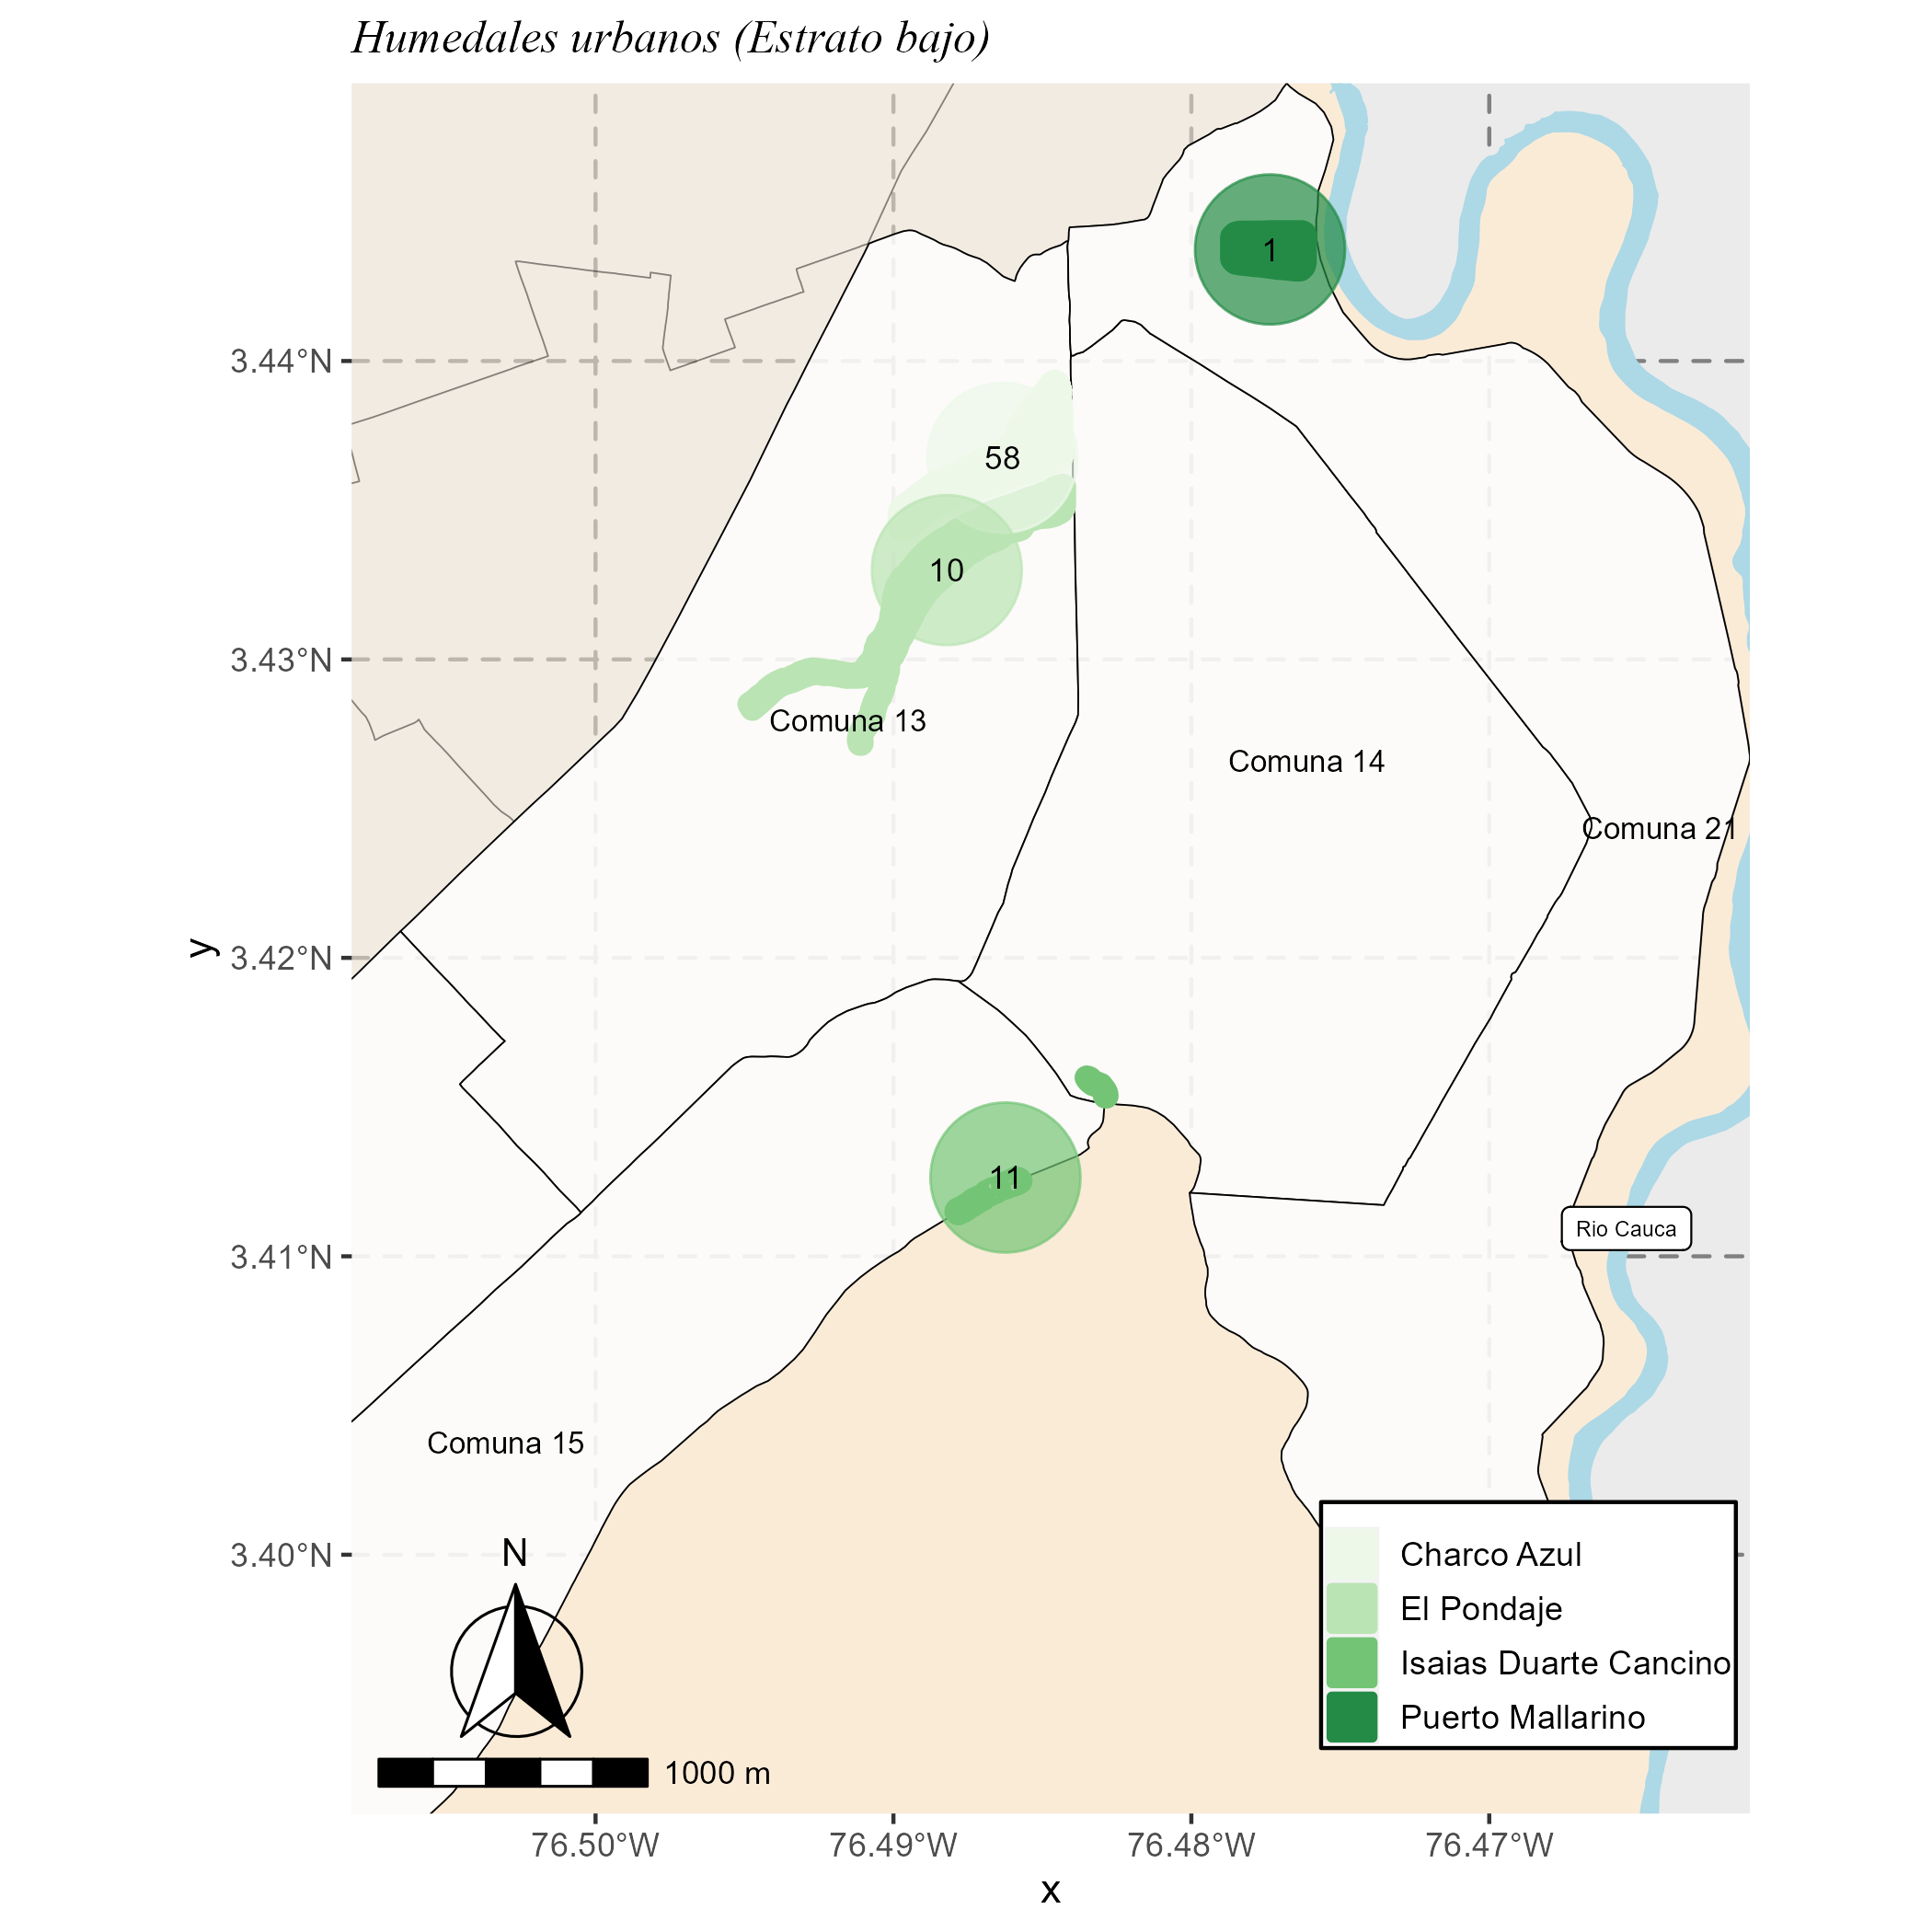 Humedales urbanos (Estrato bajo)
1
3.44°N
58
10
3.43°N
Comuna 13
Comuna 14
Comuna 21
y
3.42°N
11
Rio Cauca
3.41°N
Comuna 15
3.40°N
N
Charco Azul
El Pondaje
Isaias Duarte Cancino
Puerto Mallarino
1000 m
76.50°W 76.49°W 76.48°W 76.47°W
x